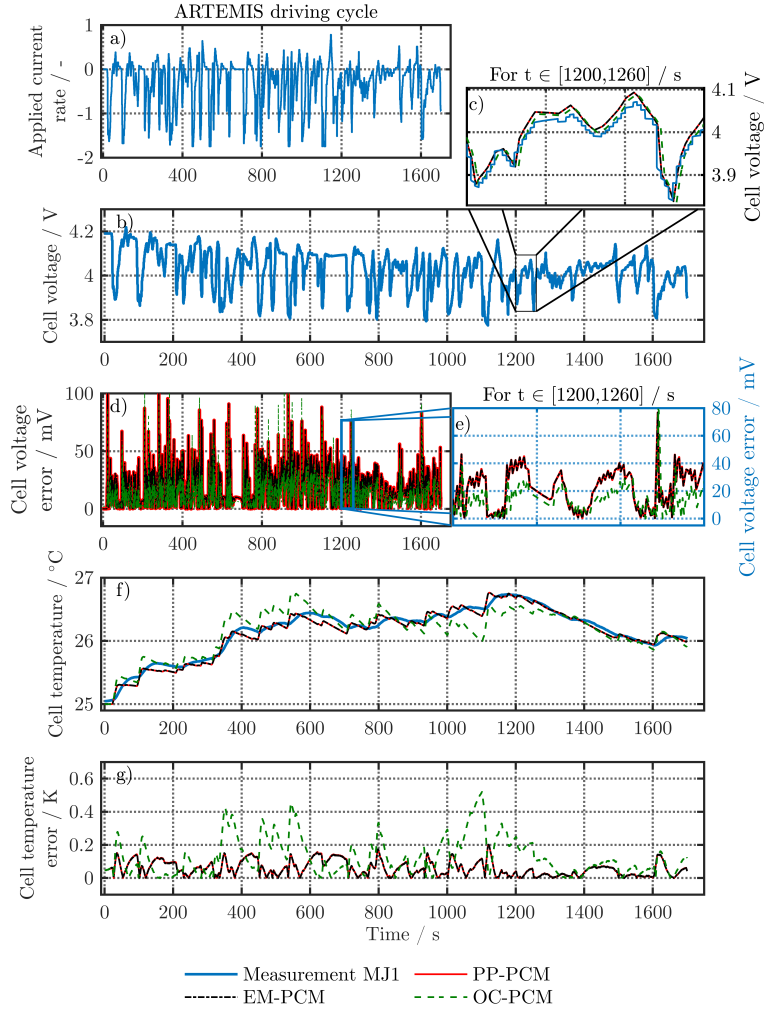 ARTEMIS driving cycle
a)
Applied current
rate / -
1
0
-1
-2
0 400 800 1200 1600
For t ∈ [1200,1260] / s
c)
4.1
4
3.9
Cell voltage / V
b)
Cell voltage / V
4.2
4
3.8
0 200 400 600 800 1000 1200 1400 1600
d)
Cell voltage
error / mV
100
50
0
0 400 800 1200 1600
For t ∈ [1200,1260] / s
e)
80
60
40
20
0
Cell voltage error / mV
f)
Cell temperature / °C
27
26
25
0 200 400 600 800 1000 1200 1400 1600
g)
Cell temperature
error / K
0.6
0.4
0.2
0
0 200 400 600 800 1000 1200 1400 1600
Time / s
Measurement MJ1 PP-PCM
EM-PCM OC-PCM